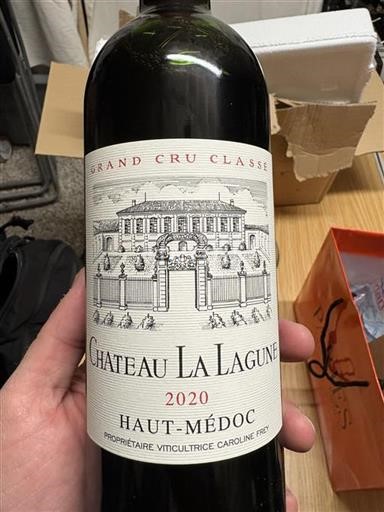 GRAND CRU CLASSÉ
CHATEAU LA LAGUNE
2020
HAUT-MÉDOC
PROPRIÉTAIRE VITICULTRICE CAROLINE FREY